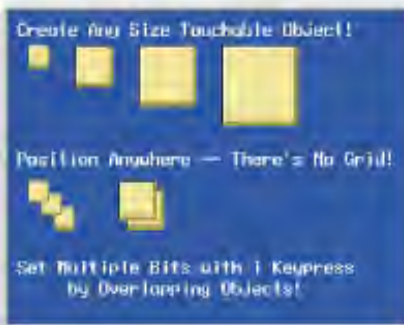 Create Any Size Touchable Object!
Position Anywhere — There's No Grid!
Set Multiple Bits with 1 Keypress
by Overlapping Objects!